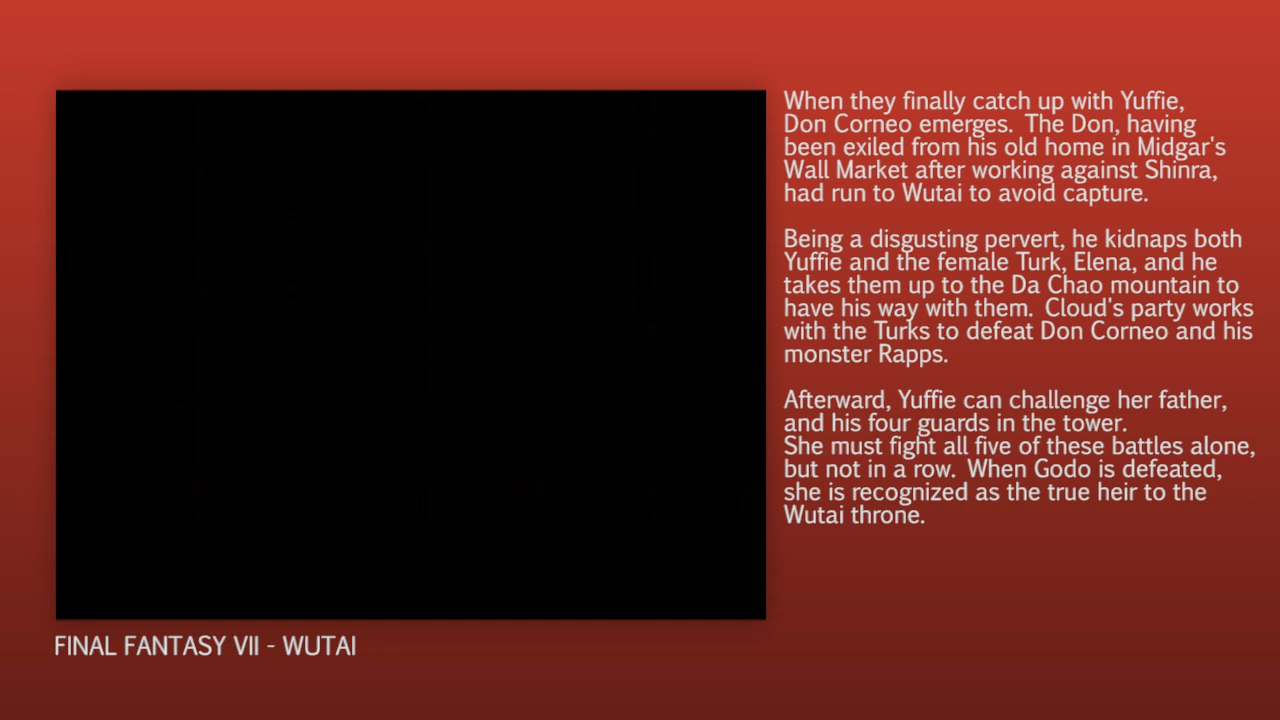 When they finally catch up with Yuffie,
Don Corneo emerges.  The Don, having
been exiled from his old home in Midgar's
Wall Market after working against Shinra,
had run to Wutai to avoid capture.
Being a disgusting pervert, he kidnaps both
Yuffie and the female Turk, Elena, and he
takes them up to the Da Chao mountain to
have his way with them.  Cloud's party works
with the Turks to defeat Don Corneo and his
monster Rapps.
Afterward, Yuffie can challenge her father,
and his four guards in the tower.
She must fight all five of these battles alone,
but not in a row.  When Godo is defeated,
she is recognized as the true heir to the
Wutai throne.
FINAL FANTASY VII - WUTAI